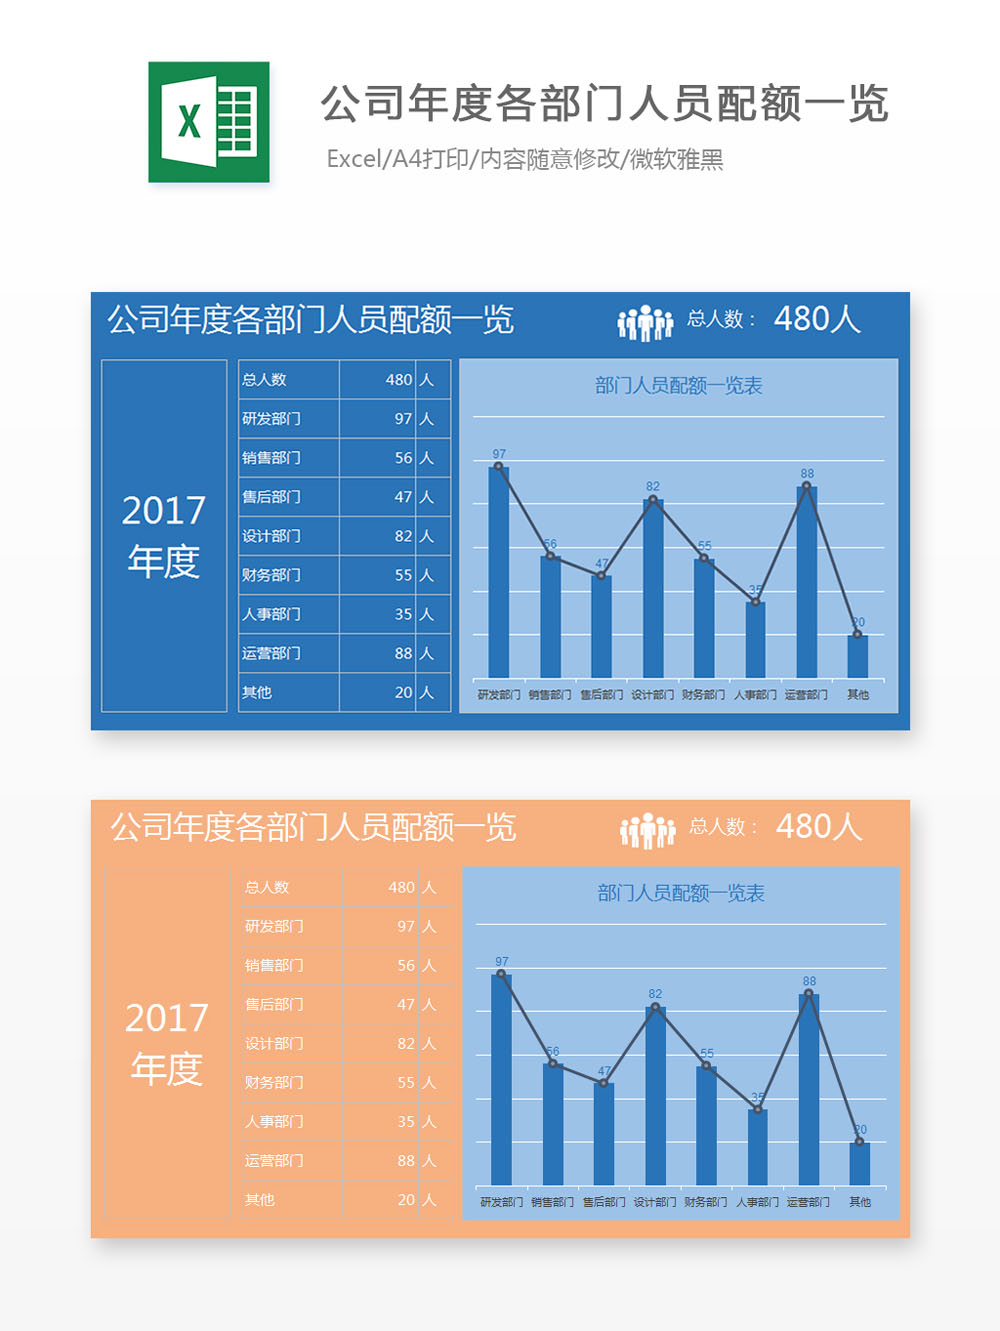 X
公司年度各部门人员配额一览
Excel/A4打印/内容随意修改/微软雅黑
公司年度各部门人员配额一览
总人数：
480人
2017
年度
总人数 480 人
研发部门 97 人
销售部门 56 人
售后部门 47 人
设计部门 82 人
财务部门 55 人
人事部门 35 人
运营部门 88 人
其他 20 人
部门人员配额一览表
97 56 47 82 55 35 88 20
研发部门 销售部门 售后部门 设计部门 财务部门 人事部门 运营部门 其他
公司年度各部门人员配额一览
总人数：
480人
2017
年度
总人数 480 人
研发部门 97 人
销售部门 56 人
售后部门 47 人
设计部门 82 人
财务部门 55 人
人事部门 35 人
运营部门 88 人
其他 20 人
部门人员配额一览表
97 56 47 82 55 35 88 20
研发部门 销售部门 售后部门 设计部门 财务部门 人事部门 运营部门 其他